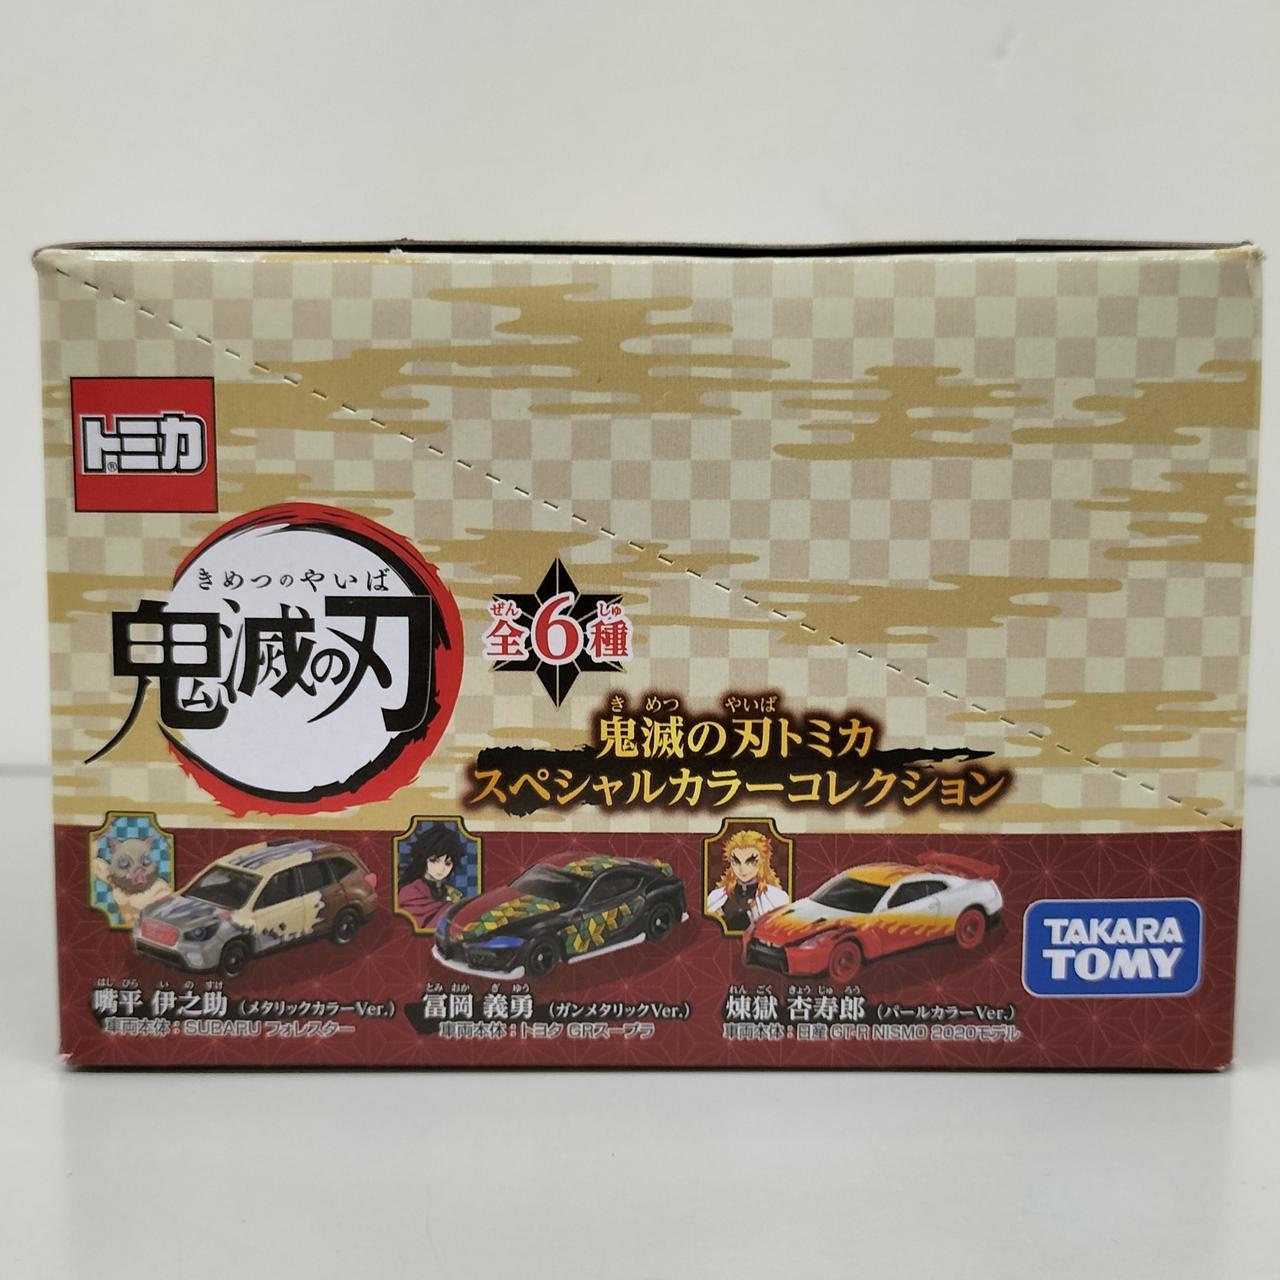 トミカ®
きめつのやいば
鬼滅の刃
ぜん しゅ
全6種
き めつ やいば
鬼滅の刃トミカ
スペシャルカラーコレクション
はし びら い の すけ
嘴平 伊之助 (メタリックカラーVer.)
車両本体:SUBARU フォレスター
とみ おか ぎ ゆう
冨岡 義勇 (ガンメタリックVer.)
車両本体:トヨタ GRスープラ
れん ごく きょう じゅ ろう
煉獄 杏寿郎 (パールカラーVer.)
車両本体:日産 GT-R NISMO 2020モデル
TAKARA
TOMY